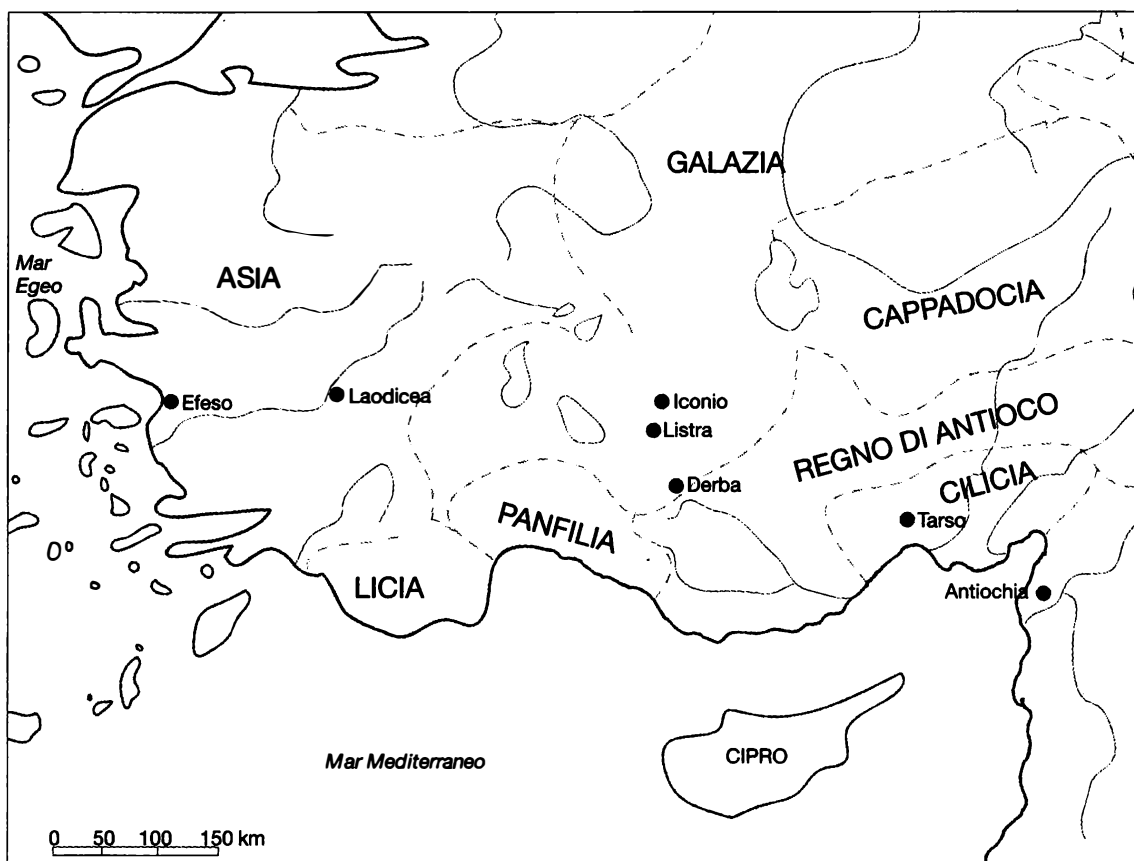 GALAZIA
Mar
Egeo
ASIA
CAPPADOCIA
Efeso
Laodicea
Iconio
Listra
REGNO DI ANTIOCO
Derba
CILICIA
PANFILIA
Tarso
LICIA
Antiochia
CIPRO
Mar Mediterraneo
0 50 100 150 km